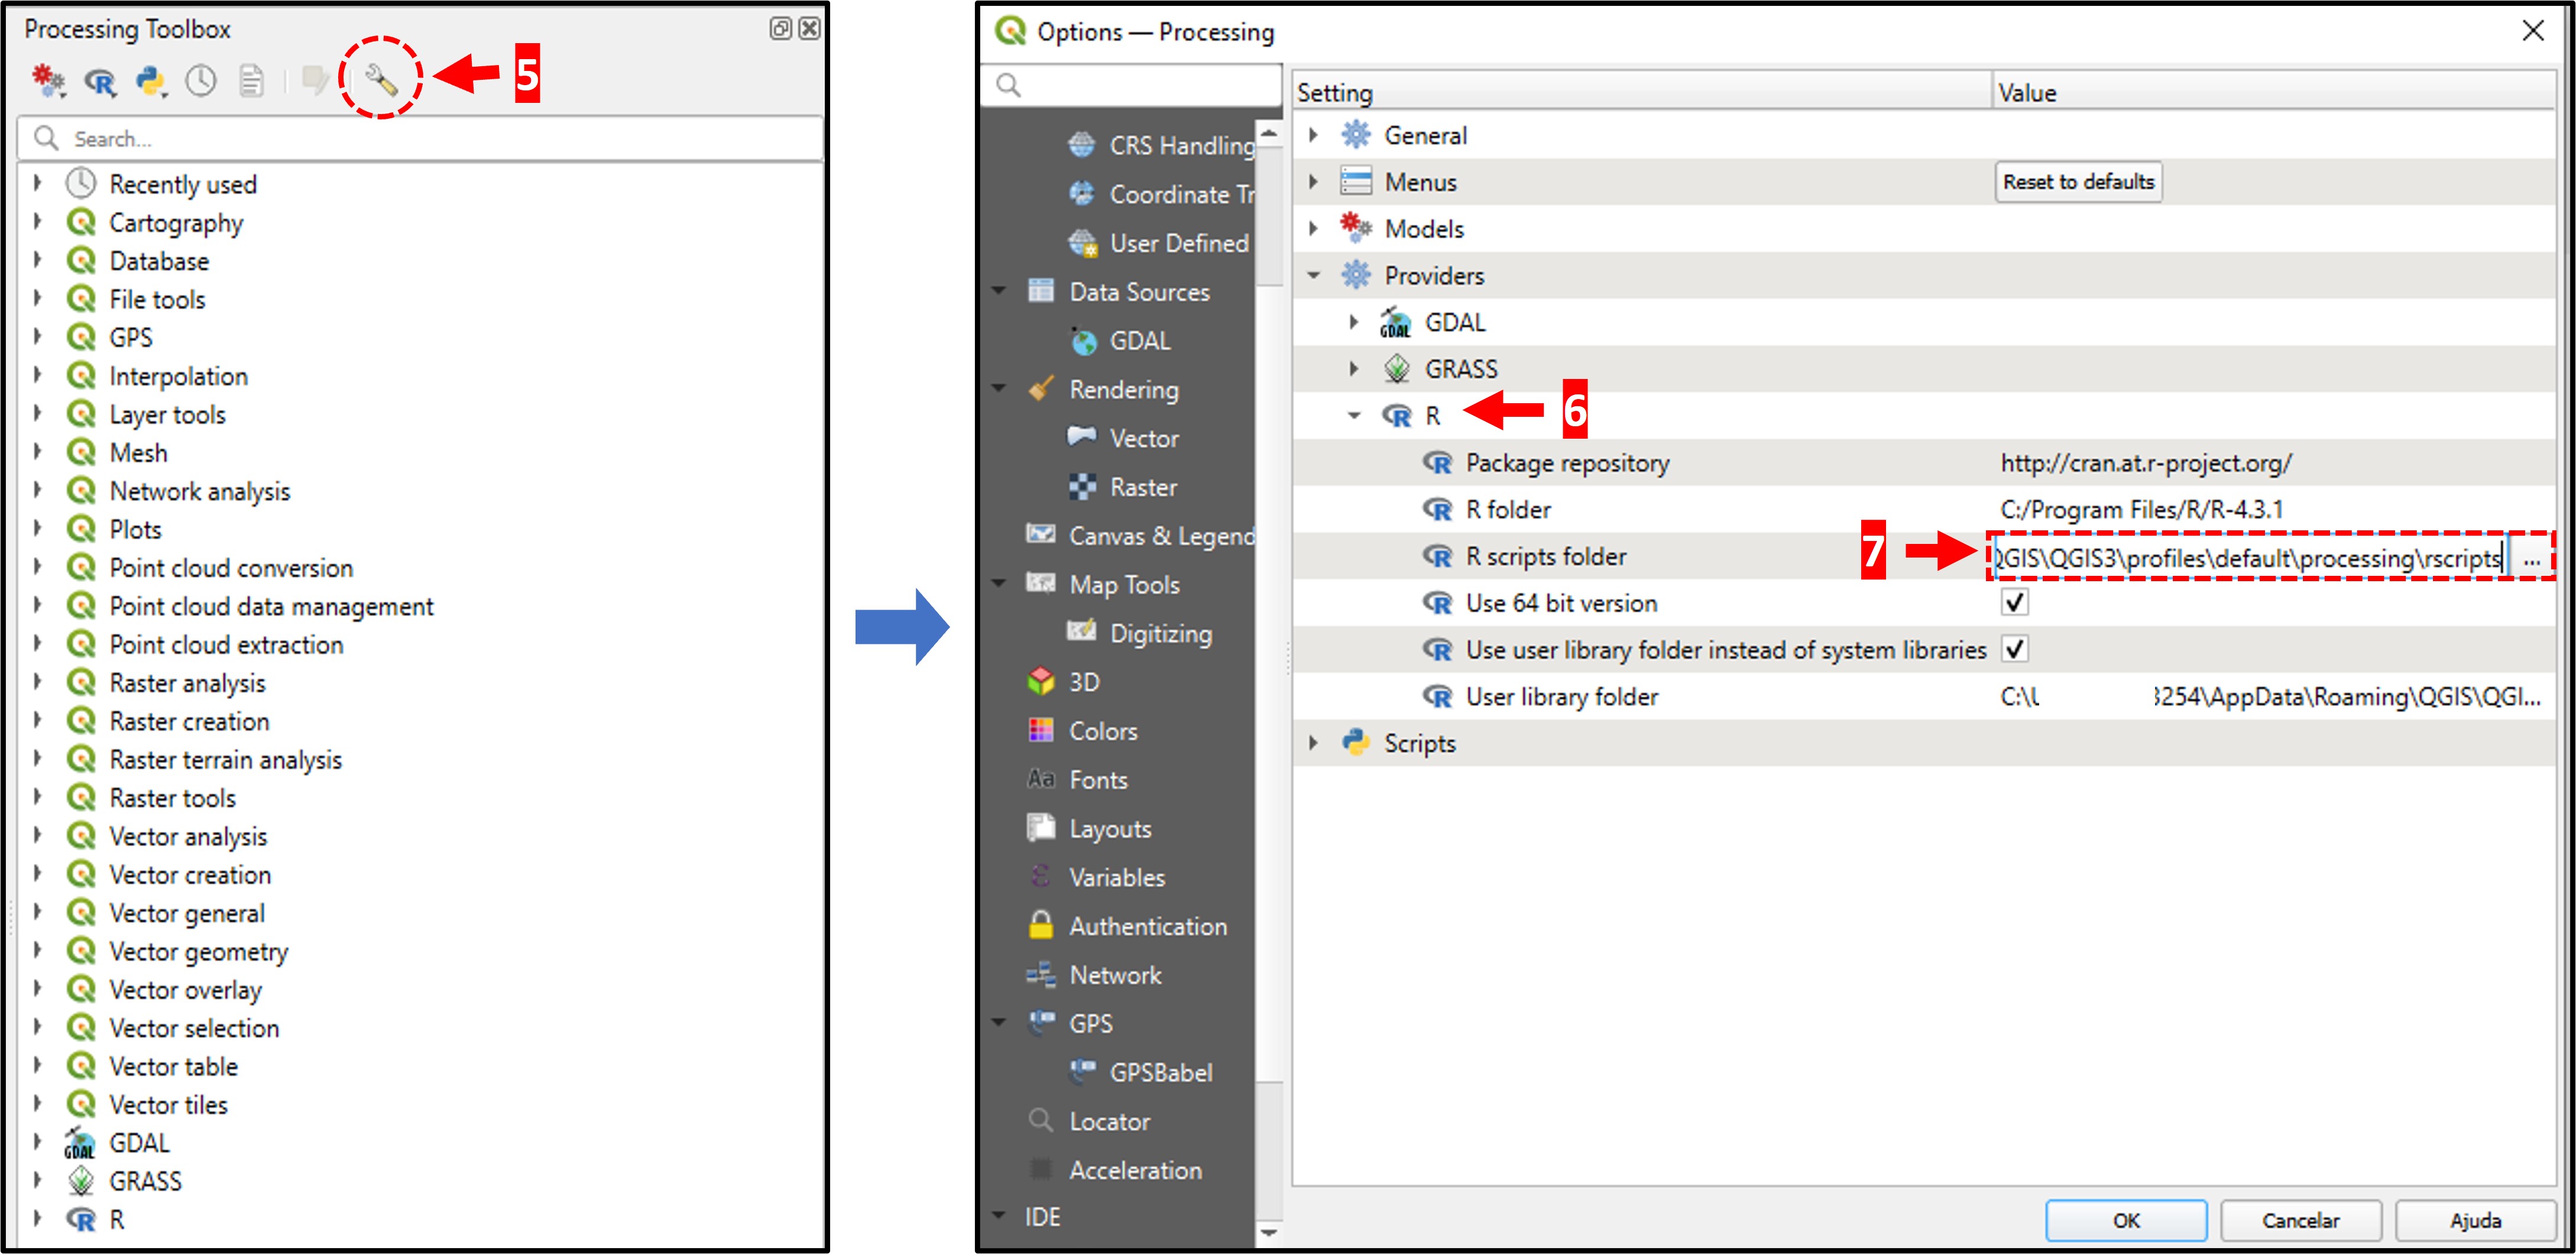 Processing Toolbox
5
Search...
Recently used
Cartography
Database
File tools
GPS
Interpolation
Layer tools
Mesh
Network analysis
Plots
Point cloud conversion
Point cloud data management
Point cloud extraction
Raster analysis
Raster creation
Raster terrain analysis
Raster tools
Vector analysis
Vector creation
Vector general
Vector geometry
Vector overlay
Vector selection
Vector table
Vector tiles
GDAL GDAL
GRASS
R R
Options — Processing
CRS Handling
Coordinate Tr
User Defined
Data Sources
GDAL
Rendering
Vector
Raster
Canvas & Legend
Map Tools
Digitizing
3D
Colors
Aa Fonts
Layouts
ε Variables
Authentication
Network
GPS
GPSBabel
Locator
Acceleration
IDE
Setting Value
General
Menus Reset to defaults
Models
Providers
GDAL GDAL
GRASS
R R 6
R Package repository http://cran.at.r-project.org/
R R folder C:/Program Files/R/R-4.3.1
R R scripts folder 7 QGIS\QGIS3\profiles\default\processing\rscripts ...
R Use 64 bit version
R Use user library folder instead of system libraries
R User library folder C:\U 3254\AppData\Roaming\QGIS\QGI...
Scripts
OK Cancelar Ajuda